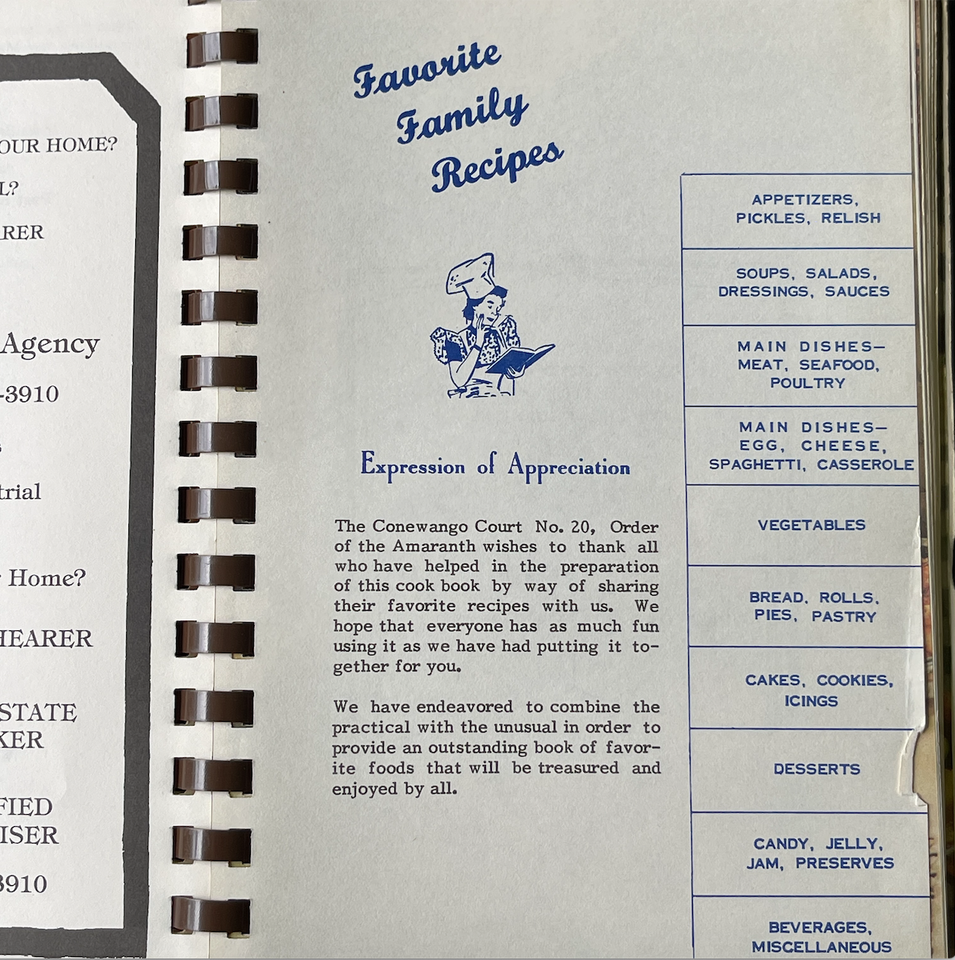 OUR HOME?
L?
RER
Agency
-3910
trial
Home?
HEARER
STATE
KER
FIED
ISER
3910
Favorite
Family
Recipes
Expression of Appreciation
The Conewango Court No. 20, Order
of the Amaranth wishes to thank all
who have helped in the preparation
of this cook book by way of sharing
their favorite recipes with us. We
hope that everyone has as much fun
using it as we have had putting it to-
gether for you.
We have endeavored to combine the
practical with the unusual in order to
provide an outstanding book of favor-
ite foods that will be treasured and
enjoyed by all.
APPETIZERS,
PICKLES, RELISH
SOUPS, SALADS,
DRESSINGS, SAUCES
MAIN DISHES—
MEAT, SEAFOOD,
POULTRY
MAIN DISHES—
EGG, CHEESE,
SPAGHETTI, CASSEROLE
VEGETABLES
BREAD, ROLLS,
PIES, PASTRY
CAKES, COOKIES,
ICINGS
DESSERTS
CANDY, JELLY,
JAM, PRESERVES
BEVERAGES,
MISCELLANEOUS